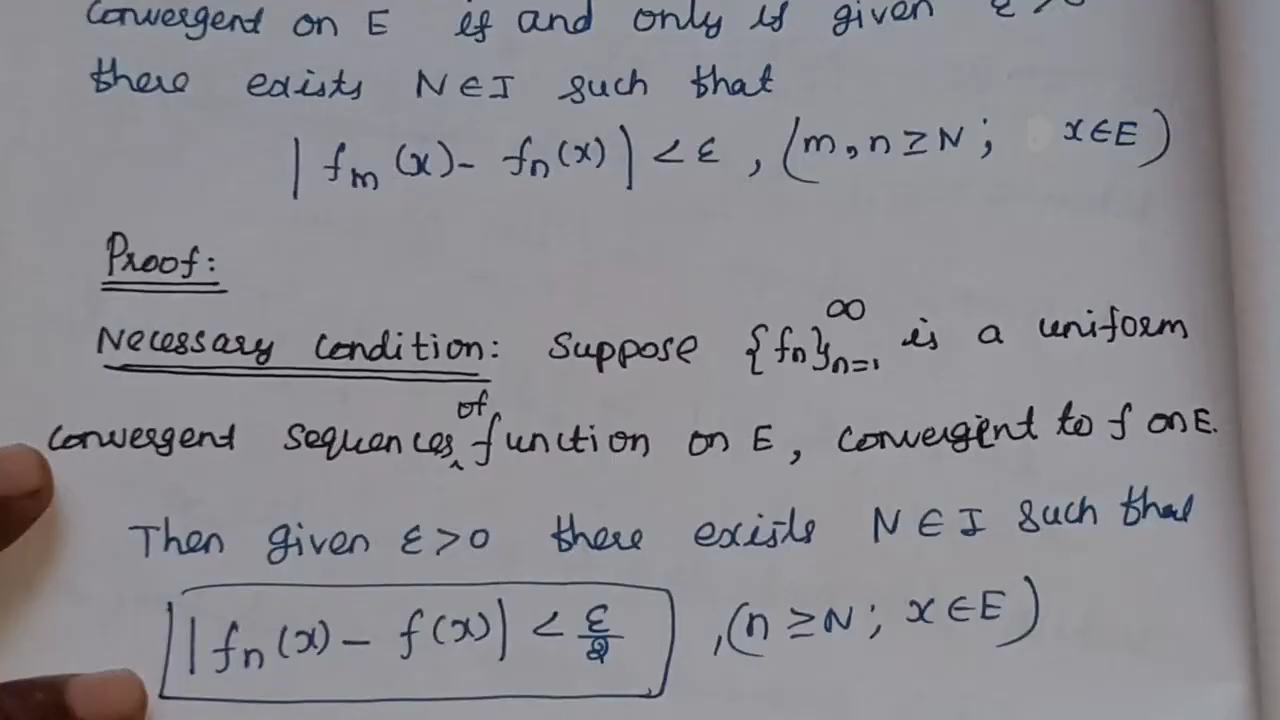 convergent on E if and only if given ε > 0
there exists N ∈ I such that
| fm (x) - fn (x) | < ε , (m, n ≥ N ; x ∈ E )
Proof:
Necessary condition: Suppose {fn}∞n=1 is a uniform
convergent sequences of function on E, convergent to f on E.
Then given ε > 0 there exists N ∈ I such that
| fn (x) - f (x) | < ε/2 , (n ≥ N ; x ∈ E )